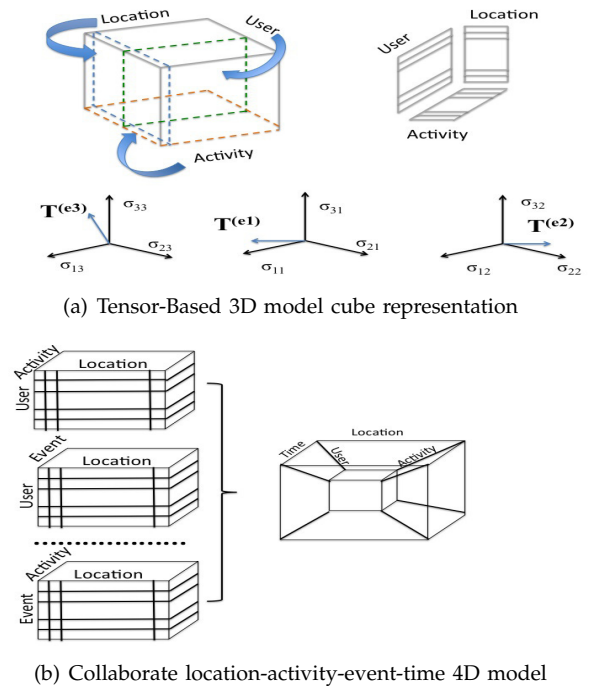 Location
User
Activity
Location
User
Activity
T(e3)
σ33
σ13
σ23
T(e1)
σ31
σ11
σ21
σ32
T(e2)
σ12
σ22
(a) Tensor-Based 3D model cube representation
Activity
Location
User
Event
Location
User
Activity
Location
Event
Location
Time
User
Activity
(b) Collaborate location-activity-event-time 4D model